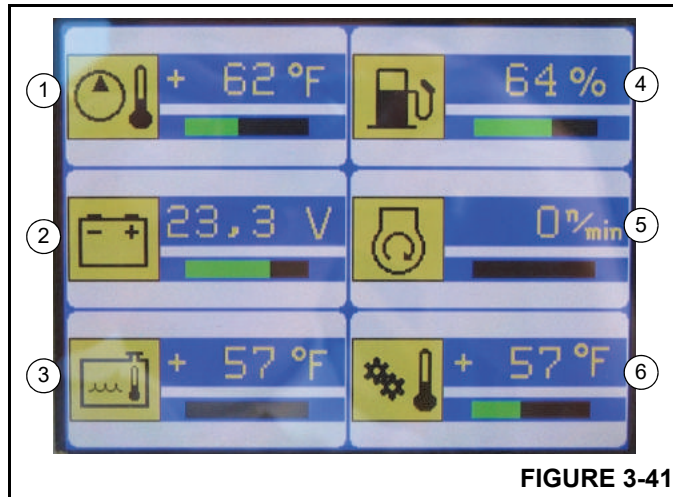 1 + 62 °F 64 % 4
2 23,3 V 0 n/min 5
3 + 57 °F + 57 °F 6
FIGURE 3-41